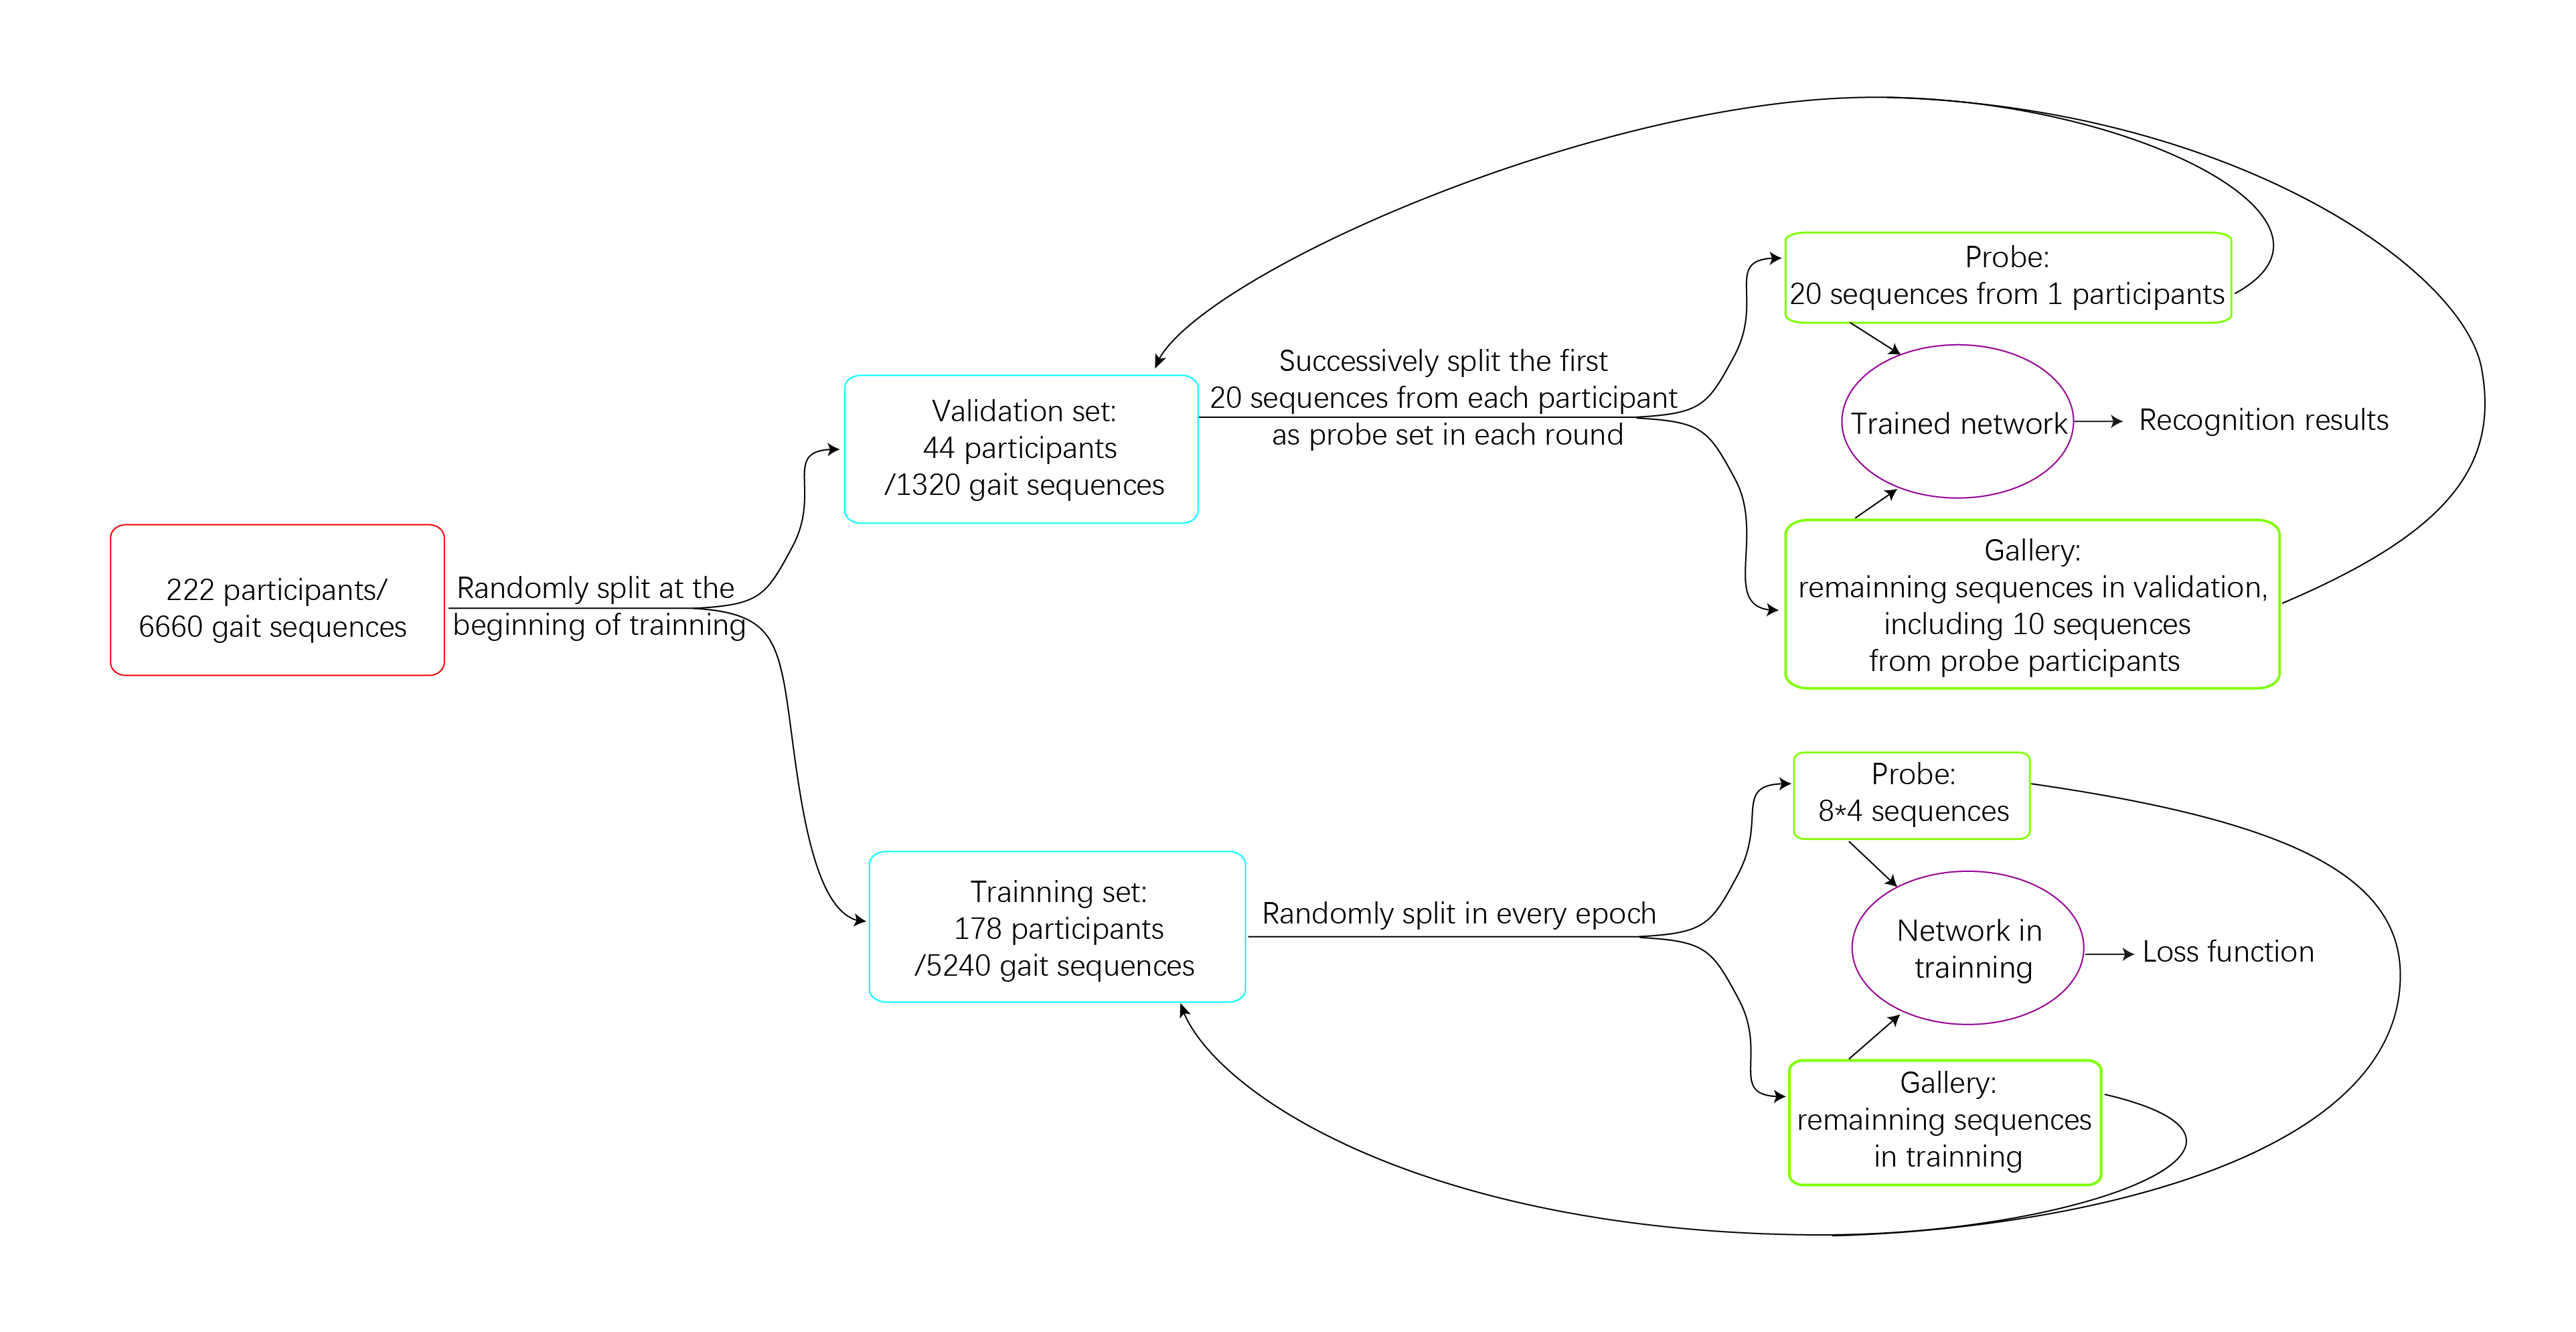 222 participants/
6660 gait sequences
Randomly split at the
beginning of trainning
Validation set:
44 participants
/1320 gait sequences
Successively split the first
20 sequences from each participant
as probe set in each round
Probe:
20 sequences from 1 participants
Trained network
Recognition results
Gallery:
remainning sequences in validation,
including 10 sequences
from probe participants
Trainning set:
178 participants
/5240 gait sequences
Randomly split in every epoch
Probe:
8*4 sequences
Network in
trainning
Loss function
Gallery:
remainning sequences
in trainning